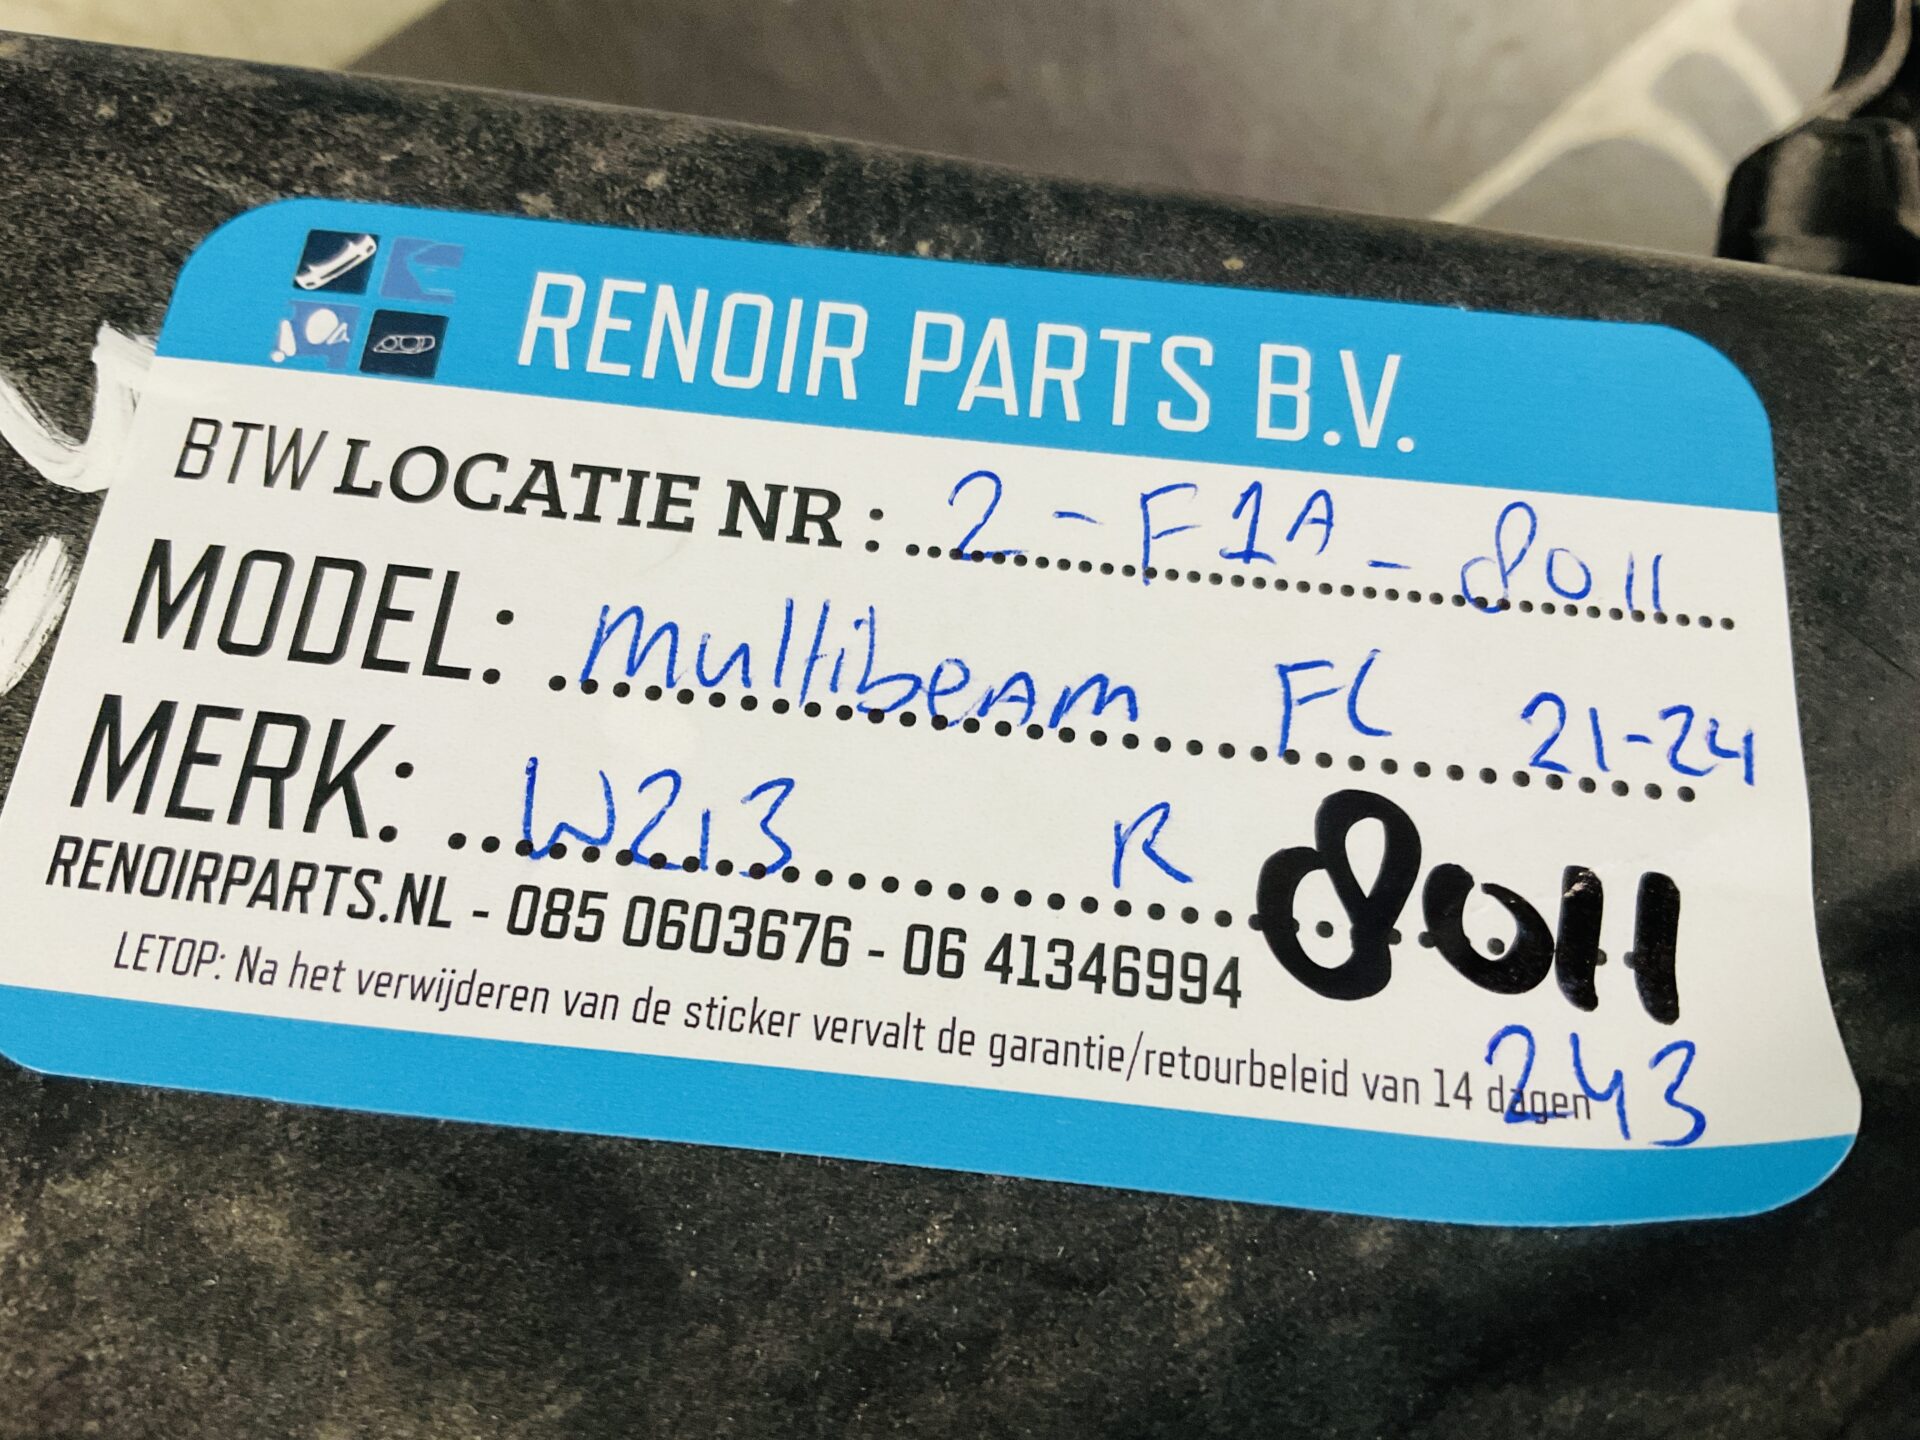 RENOIR PARTS B.V.
BTW LOCATIE NR : 2 - F1A - 8011
MODEL: Multibeam FL 21-24
MERK: W213 R 8011
RENOIRPARTS.NL - 085 0603676 - 06 41346994
LETOP: Na het verwijderen van de sticker vervalt de garantie/retourbeleid van 14 dagen
243